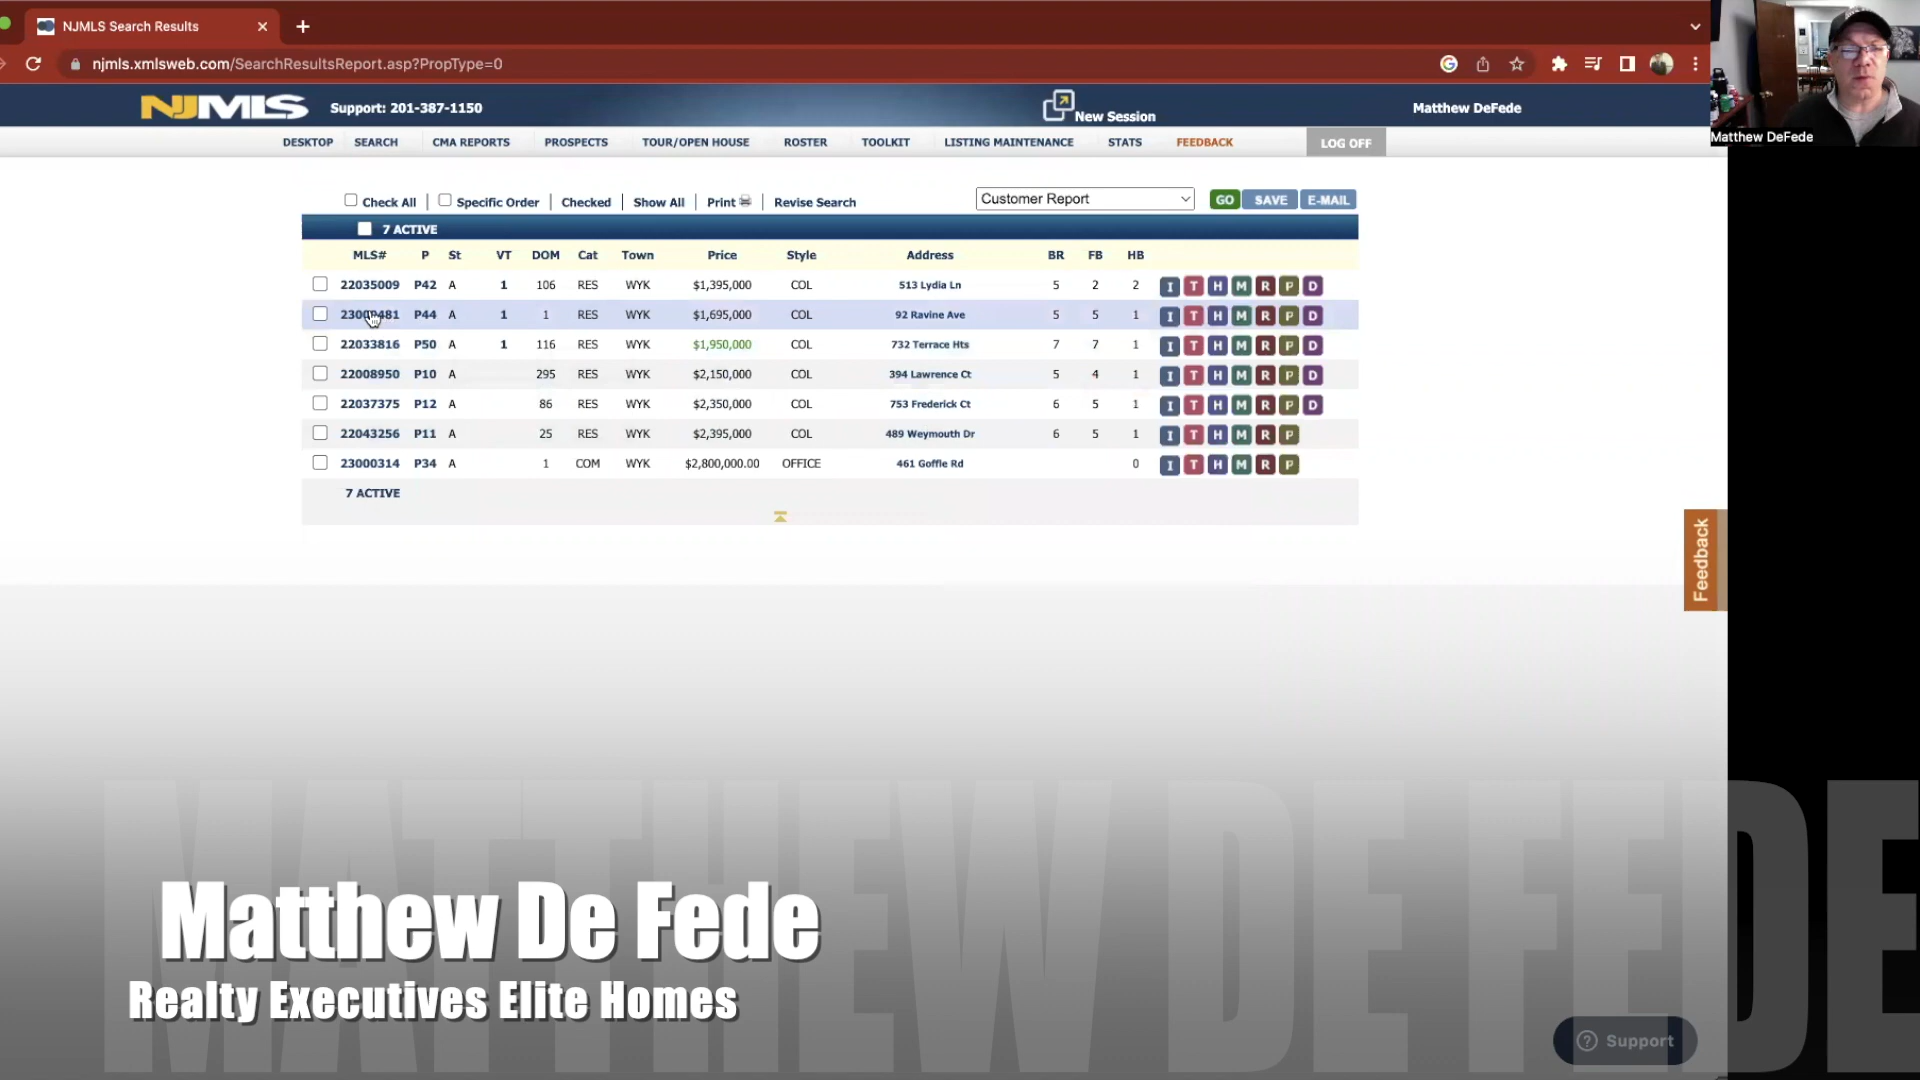 NJMLS Search Results
njmls.xmlsweb.com/SearchResultsReport.asp?PropType=0
NJMLS Support: 201-387-1150 New Session Matthew DeFede
Matthew DeFede
DESKTOP SEARCH CMA REPORTS PROSPECTS TOUR/OPEN HOUSE ROSTER TOOLKIT LISTING MAINTENANCE STATS FEEDBACK LOG OFF
Check All | Specific Order | Checked | Show All | Print | Revise Search Customer Report GO SAVE E-MAIL
7 ACTIVE
MLS# P St VT DOM Cat Town Price Style Address BR FB HB
22035009 P42 A 1 106 RES WYK $1,395,000 COL 513 Lydia Ln 5 2 2 I T H M R P D
P44 A 1 1 RES WYK $1,695,000 COL 92 Ravine Ave 5 5 1 I T H M R P D
22033816 P50 A 1 116 RES WYK $1,950,000 COL 732 Terrace Hts 7 7 1 I T H M R P D
22008950 P10 A 295 RES WYK $2,150,000 COL 394 Lawrence Ct 5 4 1 I T H M R P D
22037375 P12 A 86 RES WYK $2,350,000 COL 753 Frederick Ct 6 5 1 I T H M R P D
22043256 P11 A 25 RES WYK $2,395,000 COL 489 Weymouth Dr 6 5 1 I T H M R P
23000314 P34 A 1 COM WYK $2,800,000.00 OFFICE 461 Goffle Rd 0 I T H M R P
7 ACTIVE
Feedback
MATTHEW DE FEDE
Matthew De Fede
Realty Executives Elite Homes
Support